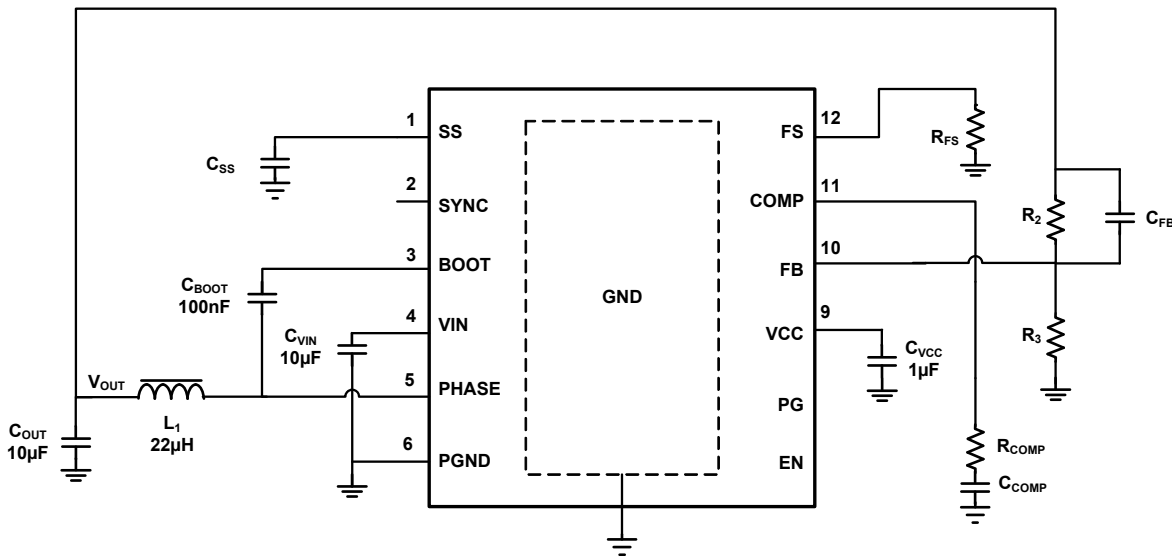 1
SS
C_SS
2
SYNC
3
BOOT
C_BOOT
100nF
4
VIN
C_VIN
10µF
5
PHASE
V_OUT
L_1
22µH
C_OUT
10µF
6
PGND
GND
12
FS
R_FS
11
COMP
R_2
C_FB
10
FB
9
VCC
R_3
C_VCC
1µF
PG
EN
R_COMP
C_COMP